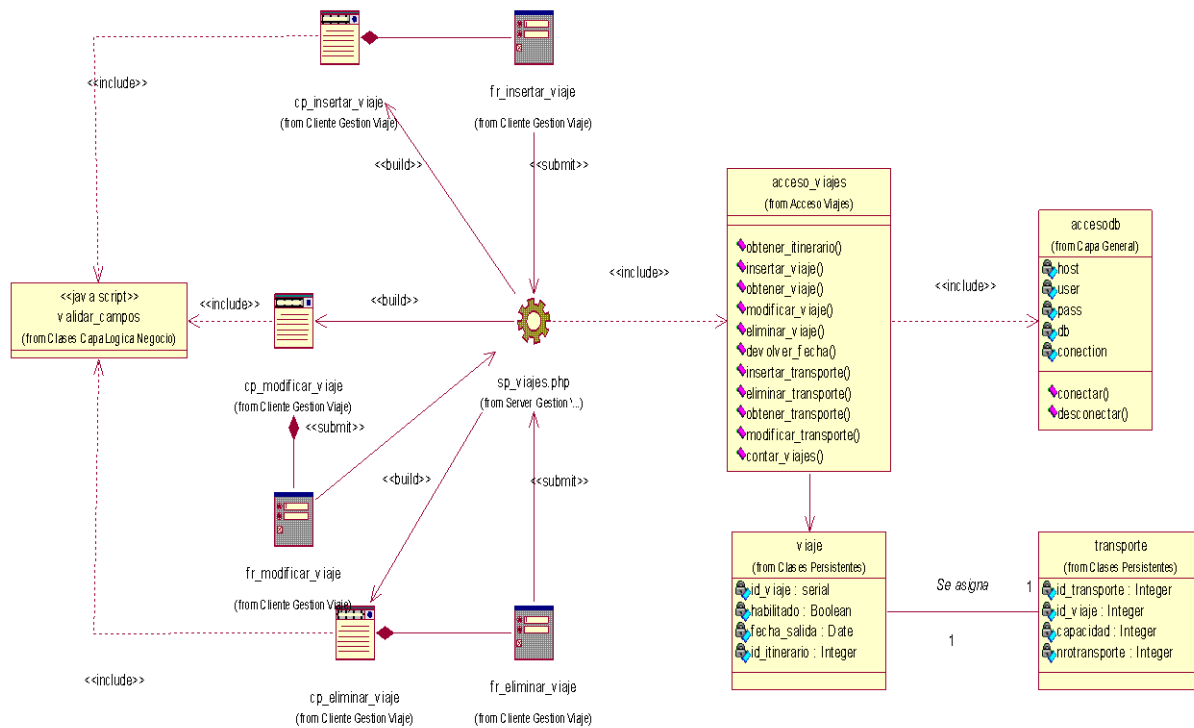 <<include>>
cp_insertar_viaje
(from Cliente Gestion Viaje)
fr_insertar_viaje
(from Cliente Gestion Viaje)
<<build>>
<<submit>>
<<java script>>
validar_campos
(from Clases CapaLogica Negocio)
<<include>>
<<build>>
cp_modificar_viaje
(from Cliente Gestion Viaje)
<<submit>>
sp_viajes.php
(from Server Gestion V...)
<<include>>
<<build>>
<<submit>>
fr_modificar_viaje
(from Cliente Gestion Viaje)
<<include>>
cp_eliminar_viaje
(from Cliente Gestion Viaje)
fr_eliminar_viaje
(from Cliente Gestion Viaje)
acceso_viajes
(from Acceso Viajes)
obtener_itinerario()
insertar_viaje()
obtener_viaje()
modificar_viaje()
eliminar_viaje()
devolver_fecha()
insertar_transporte()
eliminar_transporte()
obtener_transporte()
modificar_transporte()
contar_viajes()
<<include>>
accesodb
(from Capa General)
host
user
pass
db
conection
conectar()
desconectar()
viaje
(from Clases Persistentes)
id_viaje : serial
habilitado : Boolean
fecha_salida : Date
id_itinerario : Integer
Se asigna
1
1
transporte
(from Clases Persistentes)
id_transporte : Integer
id_viaje : Integer
capacidad : Integer
nrotransporte : Integer